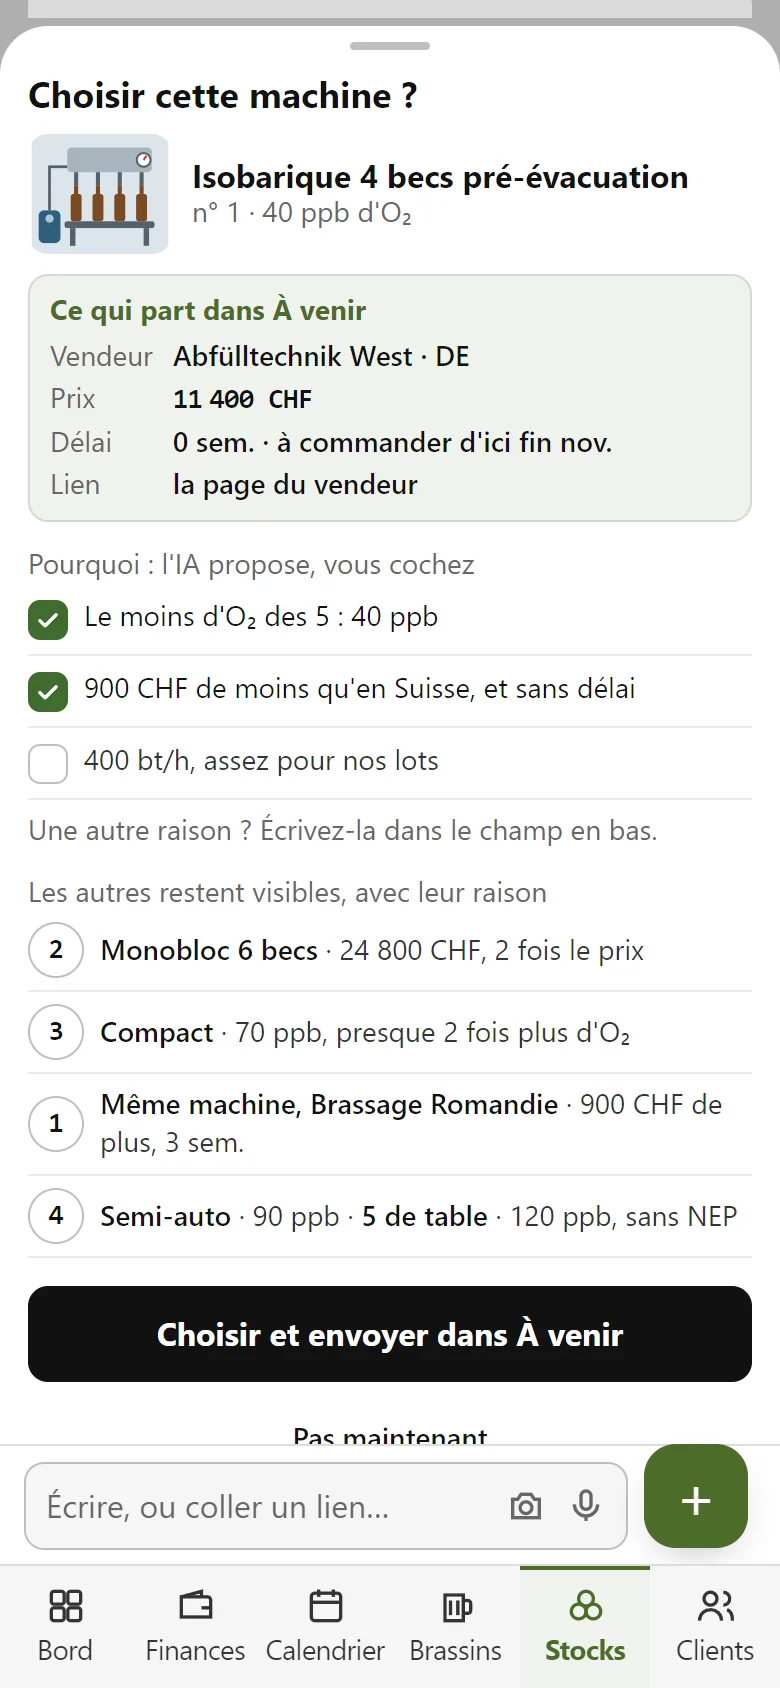 Choisir cette machine ?
Isobarique 4 becs pré-évacuation
n° 1 · 40 ppb d'O₂
Ce qui part dans À venir
Vendeur Abfülltechnik West · DE
Prix 11 400 CHF
Délai 0 sem. · à commander d'ici fin nov.
Lien la page du vendeur
Pourquoi : l'IA propose, vous cochez
Le moins d'O₂ des 5 : 40 ppb
900 CHF de moins qu'en Suisse, et sans délai
400 bt/h, assez pour nos lots
Une autre raison ? Écrivez-la dans le champ en bas.
Les autres restent visibles, avec leur raison
2 Monobloc 6 becs · 24 800 CHF, 2 fois le prix
3 Compact · 70 ppb, presque 2 fois plus d'O₂
1 Même machine, Brassage Romandie · 900 CHF de
plus, 3 sem.
4 Semi-auto · 90 ppb · 5 de table · 120 ppb, sans NEP
Choisir et envoyer dans À venir
Pas maintenant
Écrire, ou coller un lien...
+
Bord Finances Calendrier Brassins Stocks Clients